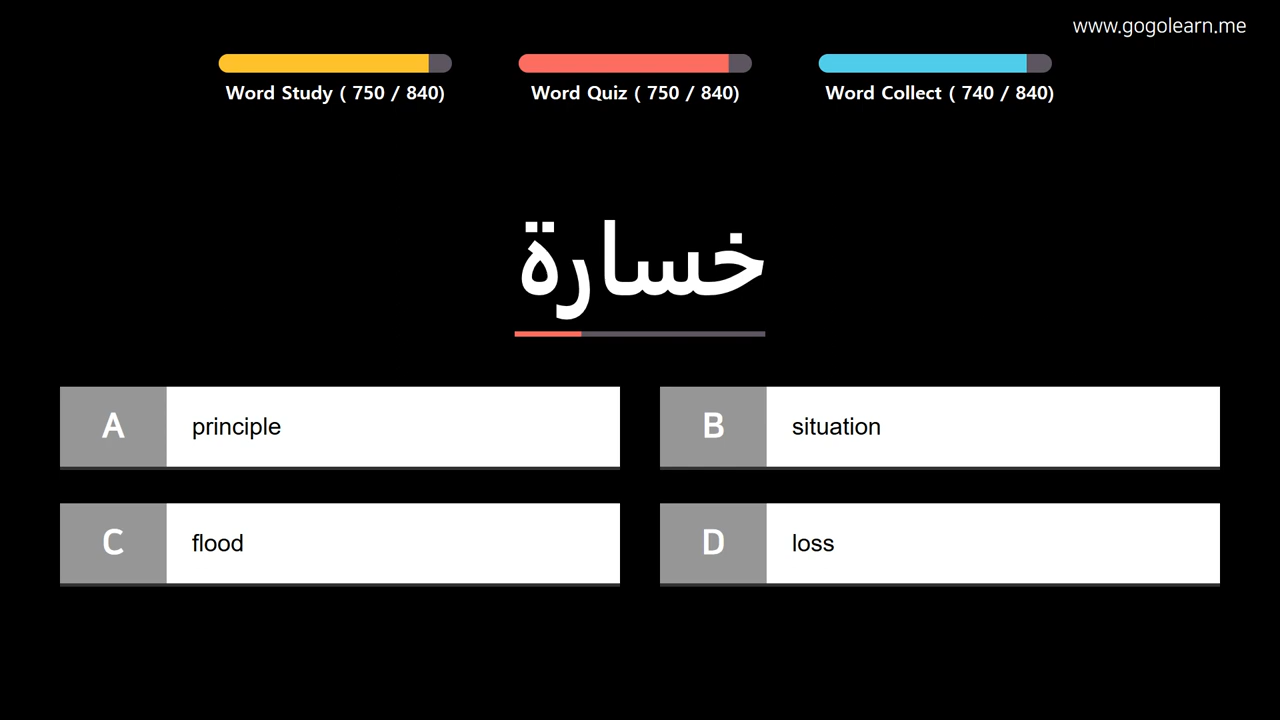 www.gogolearn.me
Word Study ( 750 / 840)
Word Quiz ( 750 / 840)
Word Collect ( 740 / 840)
خسارة
A principle
B situation
C flood
D loss